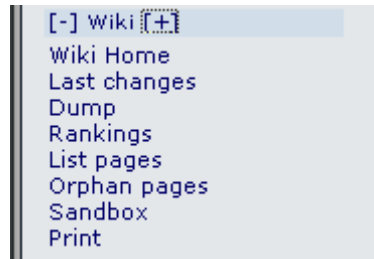 [-] Wiki [+]
Wiki Home
Last changes
Dump
Rankings
List pages
Orphan pages
Sandbox
Print